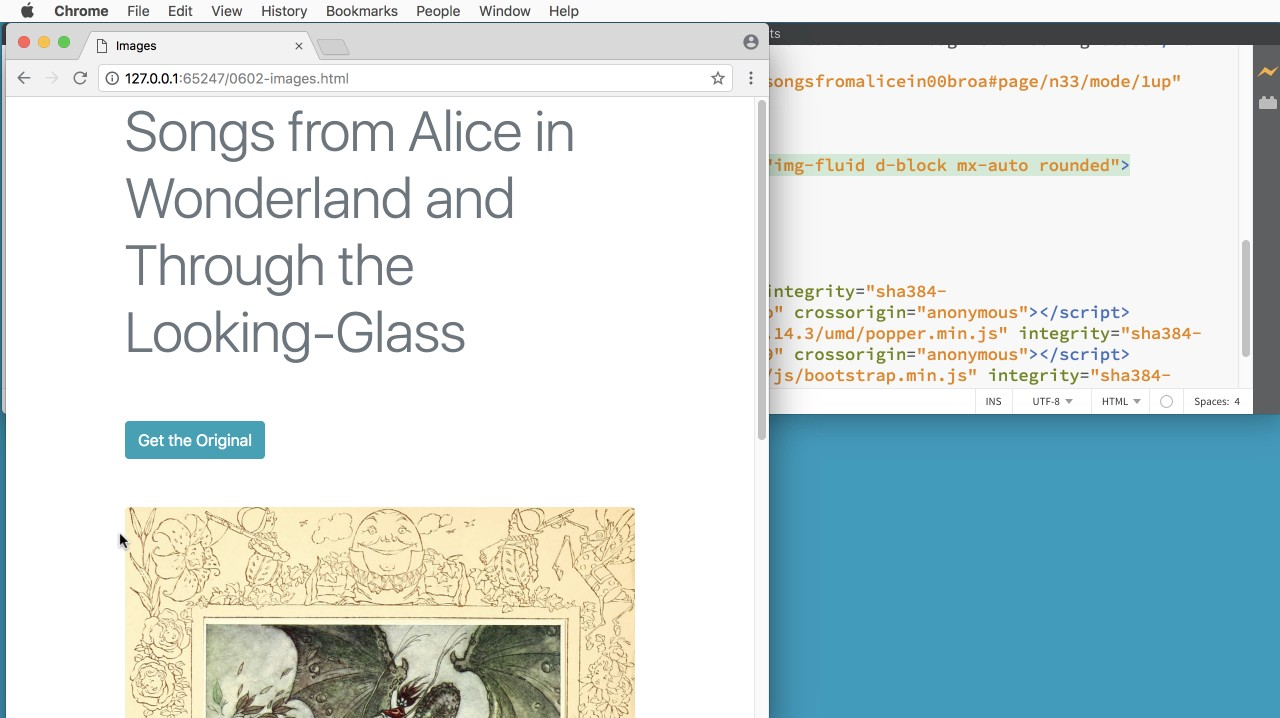 Chrome File Edit View History Bookmarks People Window Help
Images
127.0.0.1:65247/0602-images.html
Songs from Alice in
Wonderland and
Through the
Looking-Glass
Get the Original
ts
songsfromalicein00broa#page/n33/mode/1up"
"img-fluid d-block mx-auto rounded">
integrity="sha384-
" crossorigin="anonymous"></script>
.14.3/umd/popper.min.js" integrity="sha384-
" crossorigin="anonymous"></script>
/js/bootstrap.min.js" integrity="sha384-
INS UTF-8 HTML Spaces: 4